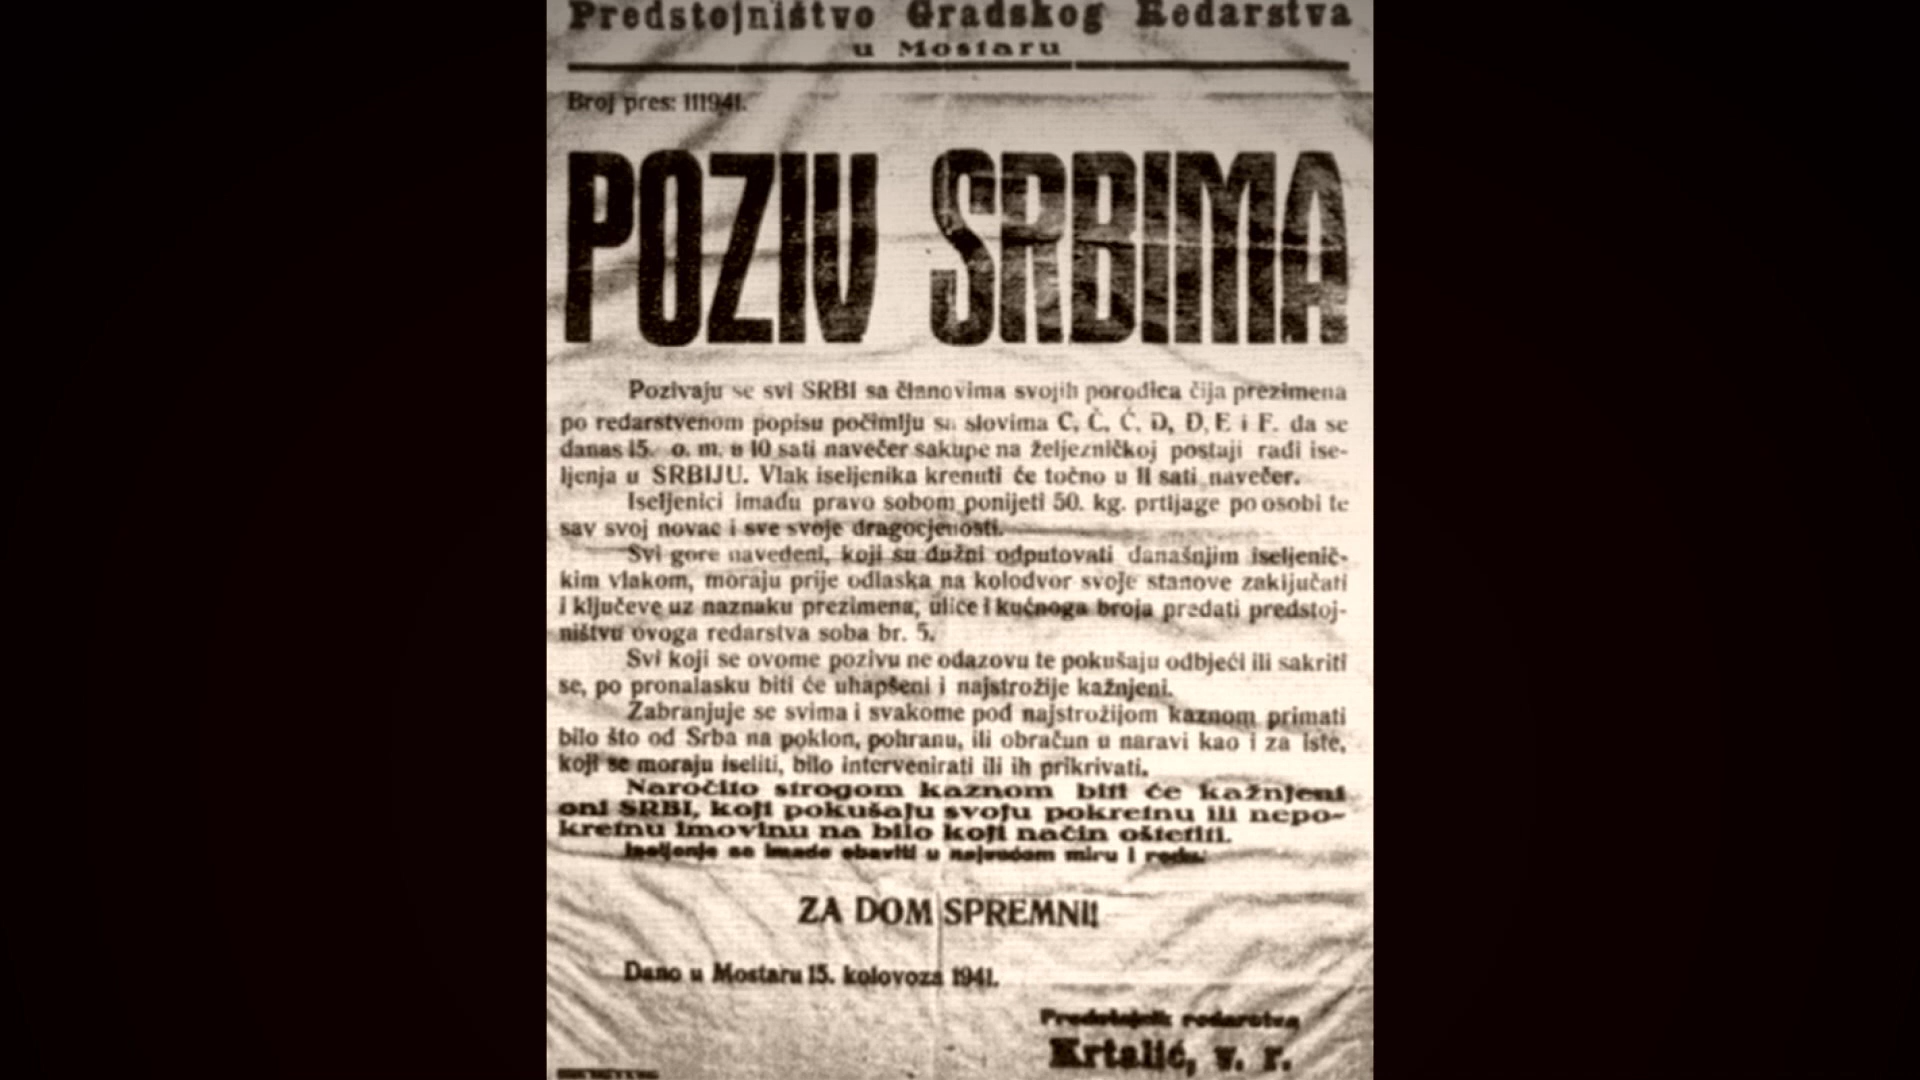 Predstojništvo Gradskog Redarstva
u Mostaru
Broj pres: 111941.
POZIV SRBIMA
Pozivaju se svi SRBI sa članovima svojih porodica čija prezimena
po redarstvenom popisu počimlju sa slovima C, Č, Ć, D, Đ, E i F. da se
danas 15. o. m. u 10 sati navečer sakupe na željezničkoj postaji radi ise-
ljenja u SRBIJU. Vlak iseljenika krenuti će točno u 11 sati navečer.
Iseljenici imadu pravo sobom ponijeti 50. kg. prtljage po osobi te
sav svoj novac i sve svoje dragocjenosti.
Svi gore navedeni, koji su dužni odputovati današnjim iseljenič-
kim vlakom, moraju prije odlaska na kolodvor svoje stanove zaključati
i ključeve uz naznaku prezimena, ulice i kućnoga broja predati predstoj-
ništvu ovoga redarstva soba br. 5.
Svi koji se ovome pozivu ne odazovu te pokušaju odbjeći ili sakriti
se, po pronalasku biti će uhapšeni i najstrožije kažnjeni.
Zabranjuje se svima i svakome pod najstrožijom kaznom primati
bilo što od Srba na poklon, pohranu, ili obračun u naravi kao i za iste,
koji se moraju iseliti, bilo intervenirati ili ih prikrivati.
Naročito strogom kaznom biti će kažnjeni
oni SRBI, koji pokušaju svoju pokretnu ili nepo-
kretnu imovinu na bilo koji način oštetiti.
Iseljenje se imade obaviti u najvećem miru i redu.
ZA DOM SPREMNI!
Dano u Mostaru 15. kolovoza 1941.
Predstojnik redarstva
Krtalić, v. r.